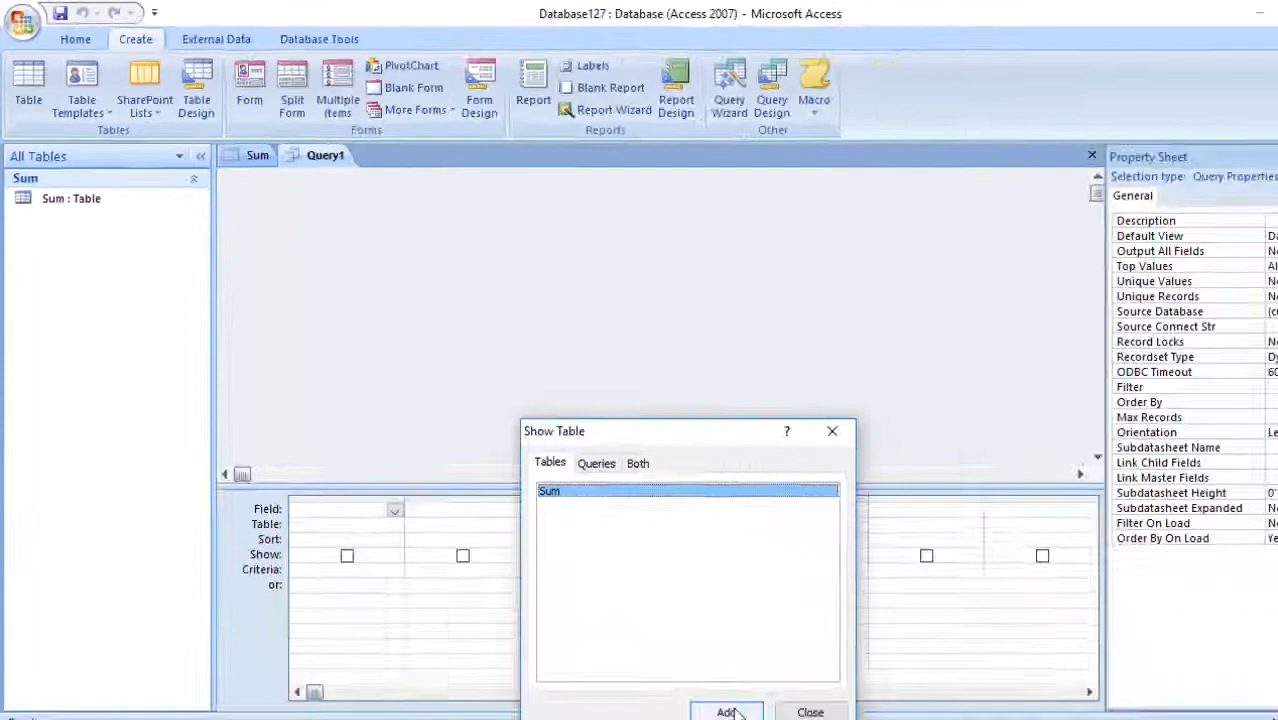 Database127 : Database (Access 2007) - Microsoft Access
Home Create External Data Database Tools
Table
Table Templates
SharePoint Lists
Table Design
Tables
Form
Split Form
Multiple Items
PivotChart
Blank Form
More Forms
Form Design
Forms
Report
Labels
Blank Report
Report Wizard
Report Design
Reports
Query Wizard
Query Design
Macro
Other
All Tables
Sum
Sum : Table
Sum Query1
Show Table ?
Tables Queries Both
Sum
Add Close
Field:
Table:
Sort:
Show:
Criteria:
or:
Property Sheet
Selection type: Query Properties
General
Description
Default View
Output All Fields
Top Values
Unique Values
Unique Records
Source Database
Source Connect Str
Record Locks
Recordset Type
ODBC Timeout 60
Filter
Order By
Max Records
Orientation
Subdatasheet Name
Link Child Fields
Link Master Fields
Subdatasheet Height 0"
Subdatasheet Expanded
Filter On Load
Order By On Load